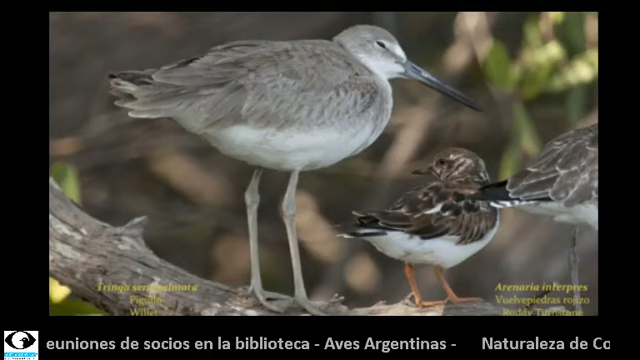 Tringa semipalmata
Arenaria interpres
Vuelvepiedras rojizo
Willet
Ruddy Turnstone
euniones de socios en la biblioteca - Aves Argentinas - Naturaleza de Co